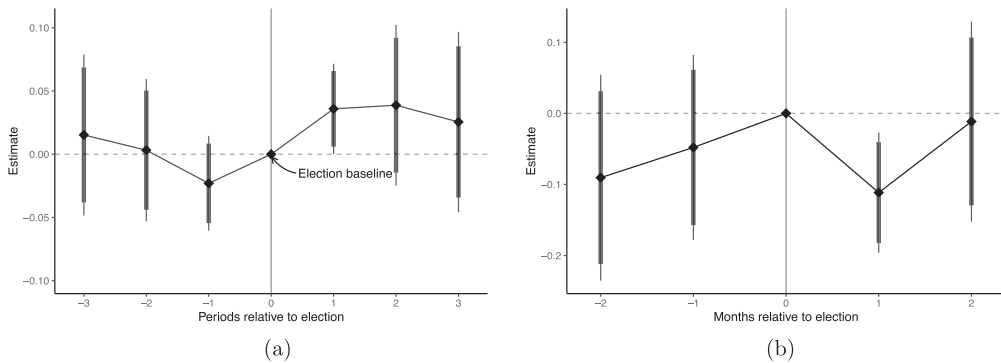 0.10
0.05
0.00
−0.05
−0.10
Estimate
Election baseline
−3 −2 −1 0 1 2 3
Periods relative to election
(a)
0.1
0.0
−0.1
−0.2
Estimate
−2 −1 0 1 2
Months relative to election
(b)